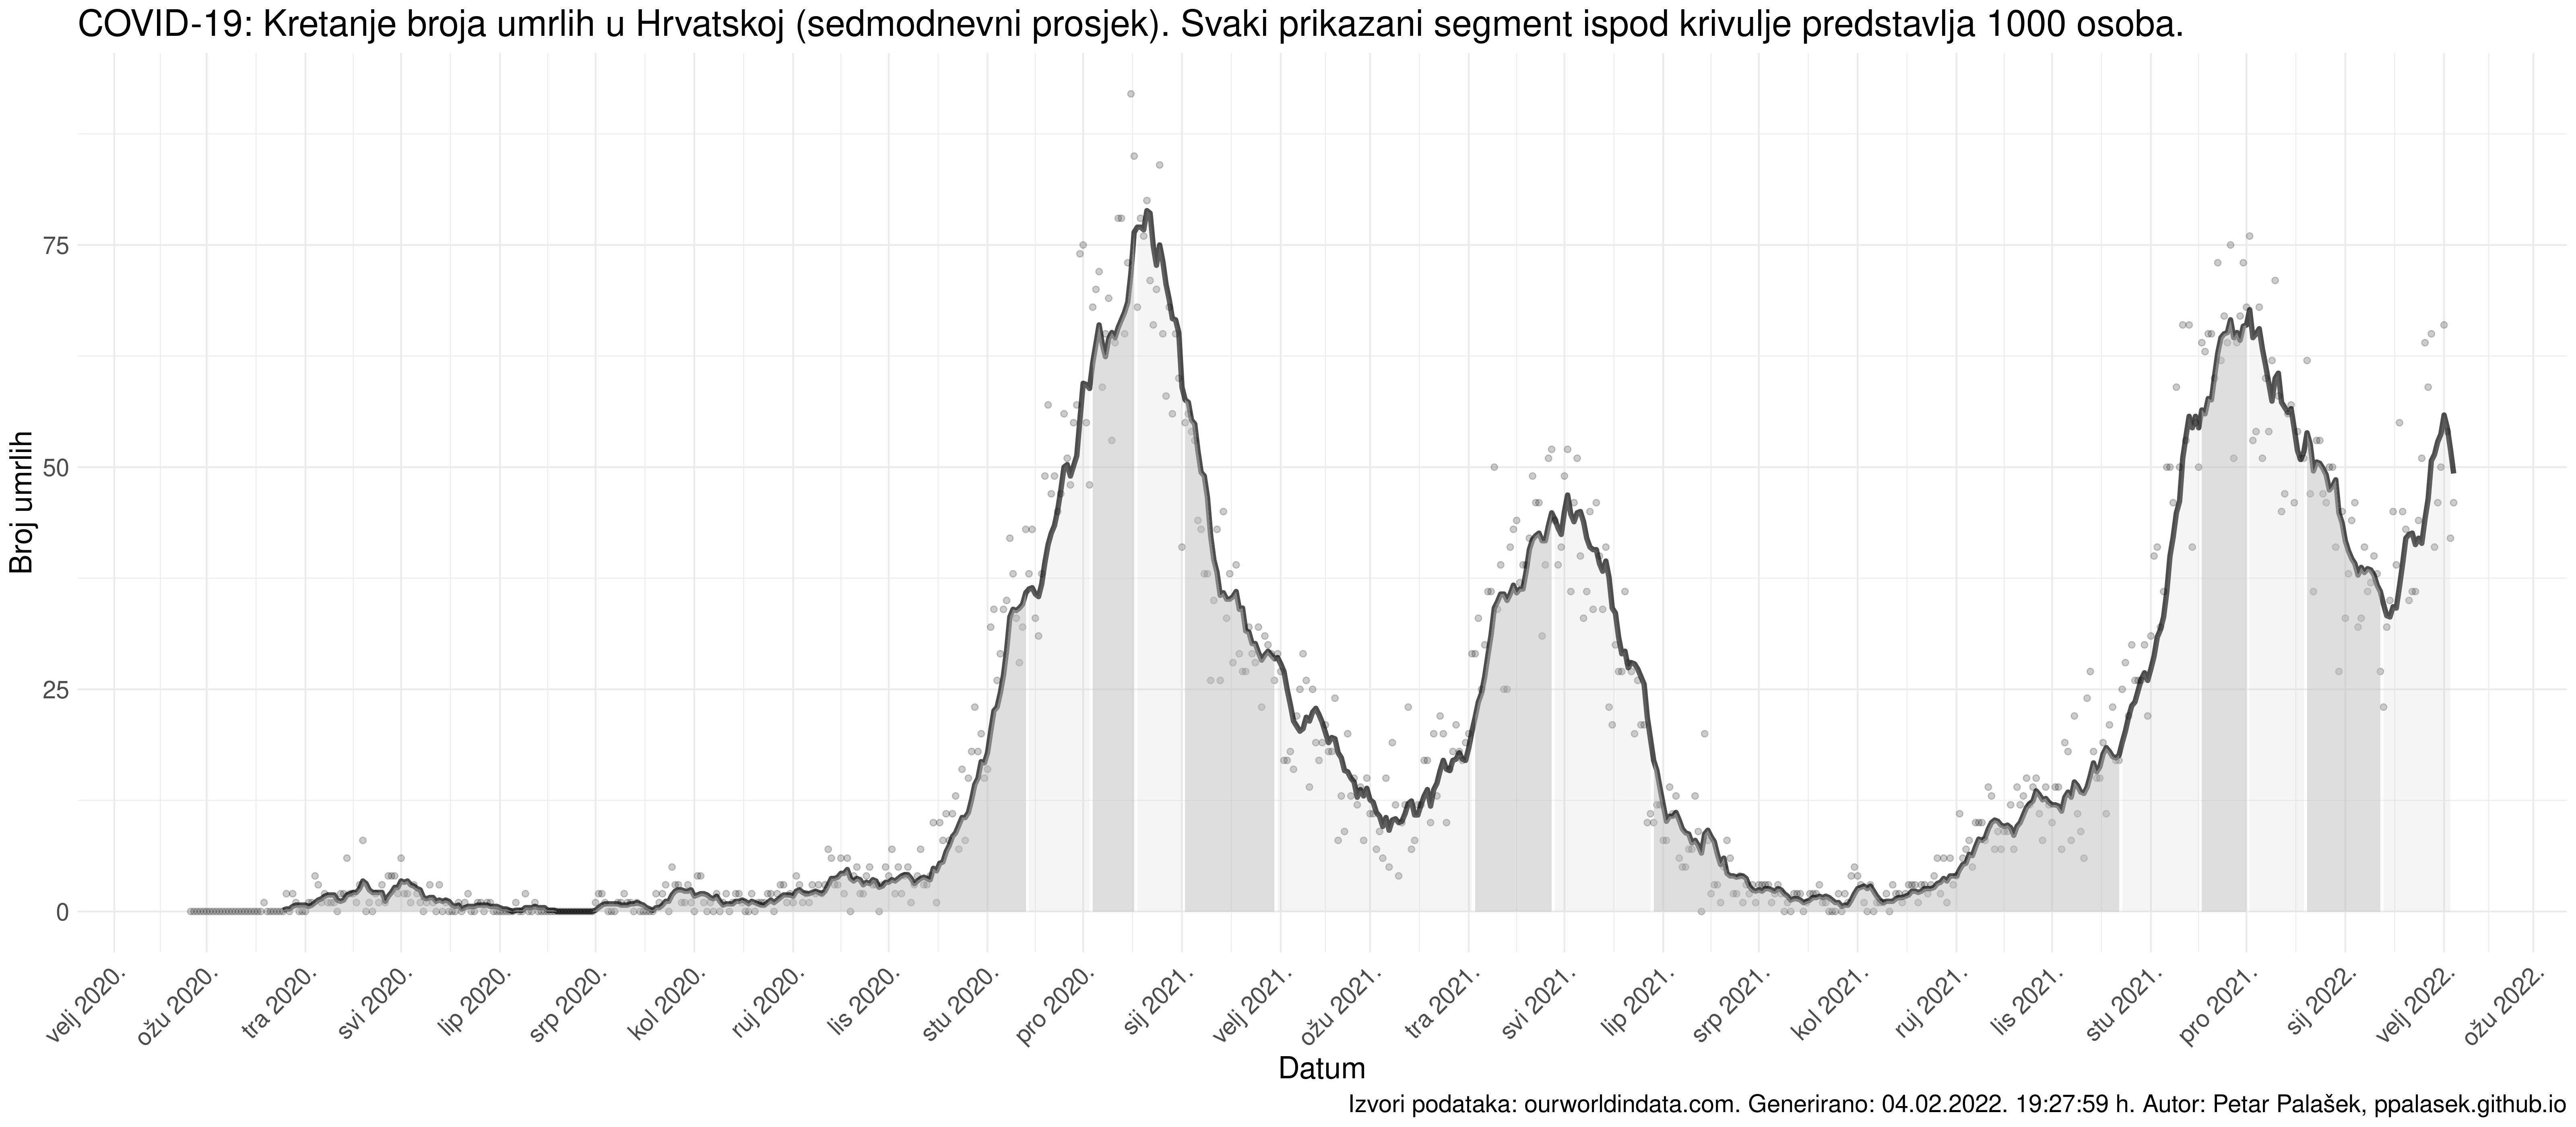 COVID-19: Kretanje broja umrlih u Hrvatskoj (sedmodnevni prosjek). Svaki prikazani segment ispod krivulje predstavlja 1000 osoba.
Broj umrlih
75
50
25
0
velj 2020.
ožu 2020.
tra 2020.
svi 2020.
lip 2020.
srp 2020.
kol 2020.
ruj 2020.
lis 2020.
stu 2020.
pro 2020.
sij 2021.
velj 2021.
ožu 2021.
tra 2021.
svi 2021.
lip 2021.
srp 2021.
kol 2021.
ruj 2021.
lis 2021.
stu 2021.
pro 2021.
sij 2022.
velj 2022.
ožu 2022.
Datum
Izvori podataka: ourworldindata.com. Generirano: 04.02.2022. 19:27:59 h. Autor: Petar Palašek, ppalasek.github.io